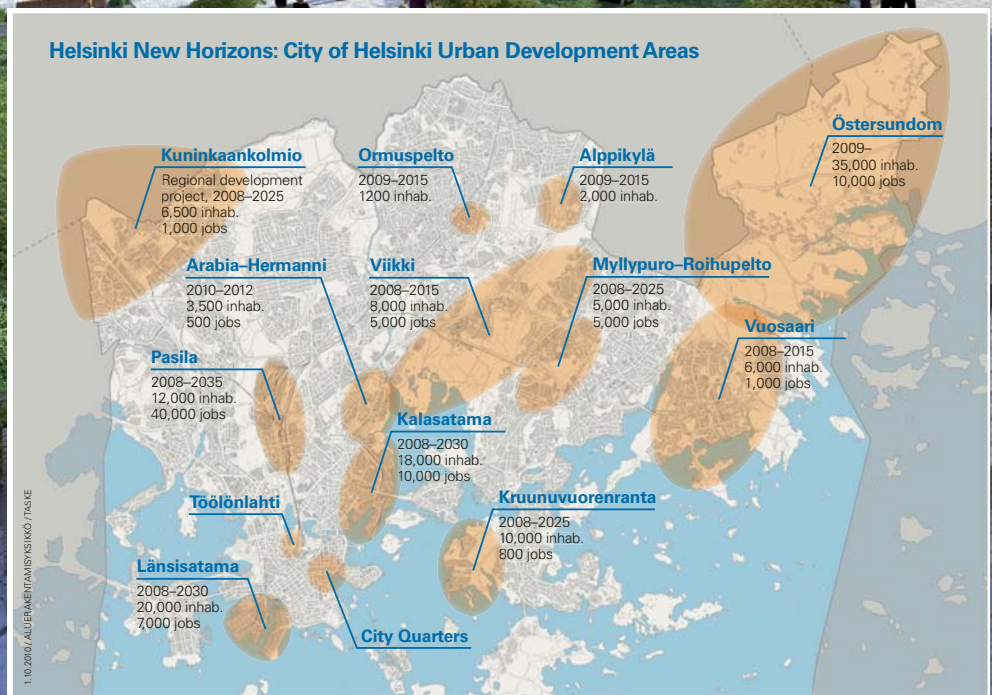 Helsinki New Horizons: City of Helsinki Urban Development Areas
Östersundom
2009–
35,000 inhab.
10,000 jobs
Kuninkaankolmio
Regional development
project, 2008–2025
6,500 inhab.
1,000 jobs
Ormuspelto
2009–2015
1200 inhab.
Alppikylä
2009–2015
2,000 inhab.
Arabia–Hermanni
2010–2012
3,500 inhab.
500 jobs
Viikki
2008–2015
8,000 inhab.
5,000 jobs
Myllypuro–Roihupelto
2008–2025
5,000 inhab.
5,000 jobs
Vuosaari
2008–2015
6,000 inhab.
1,000 jobs
Pasila
2008–2035
12,000 inhab.
40,000 jobs
Kalasatama
2008–2030
18,000 inhab.
10,000 jobs
Töölönlahti
Kruunuvuorenranta
2008–2025
10,000 inhab.
800 jobs
Länsisatama
2008–2030
20,000 inhab.
7,000 jobs
City Quarters
1.10.2010 / ALUERAKENTAMISYKSIKKÖ / TASKE